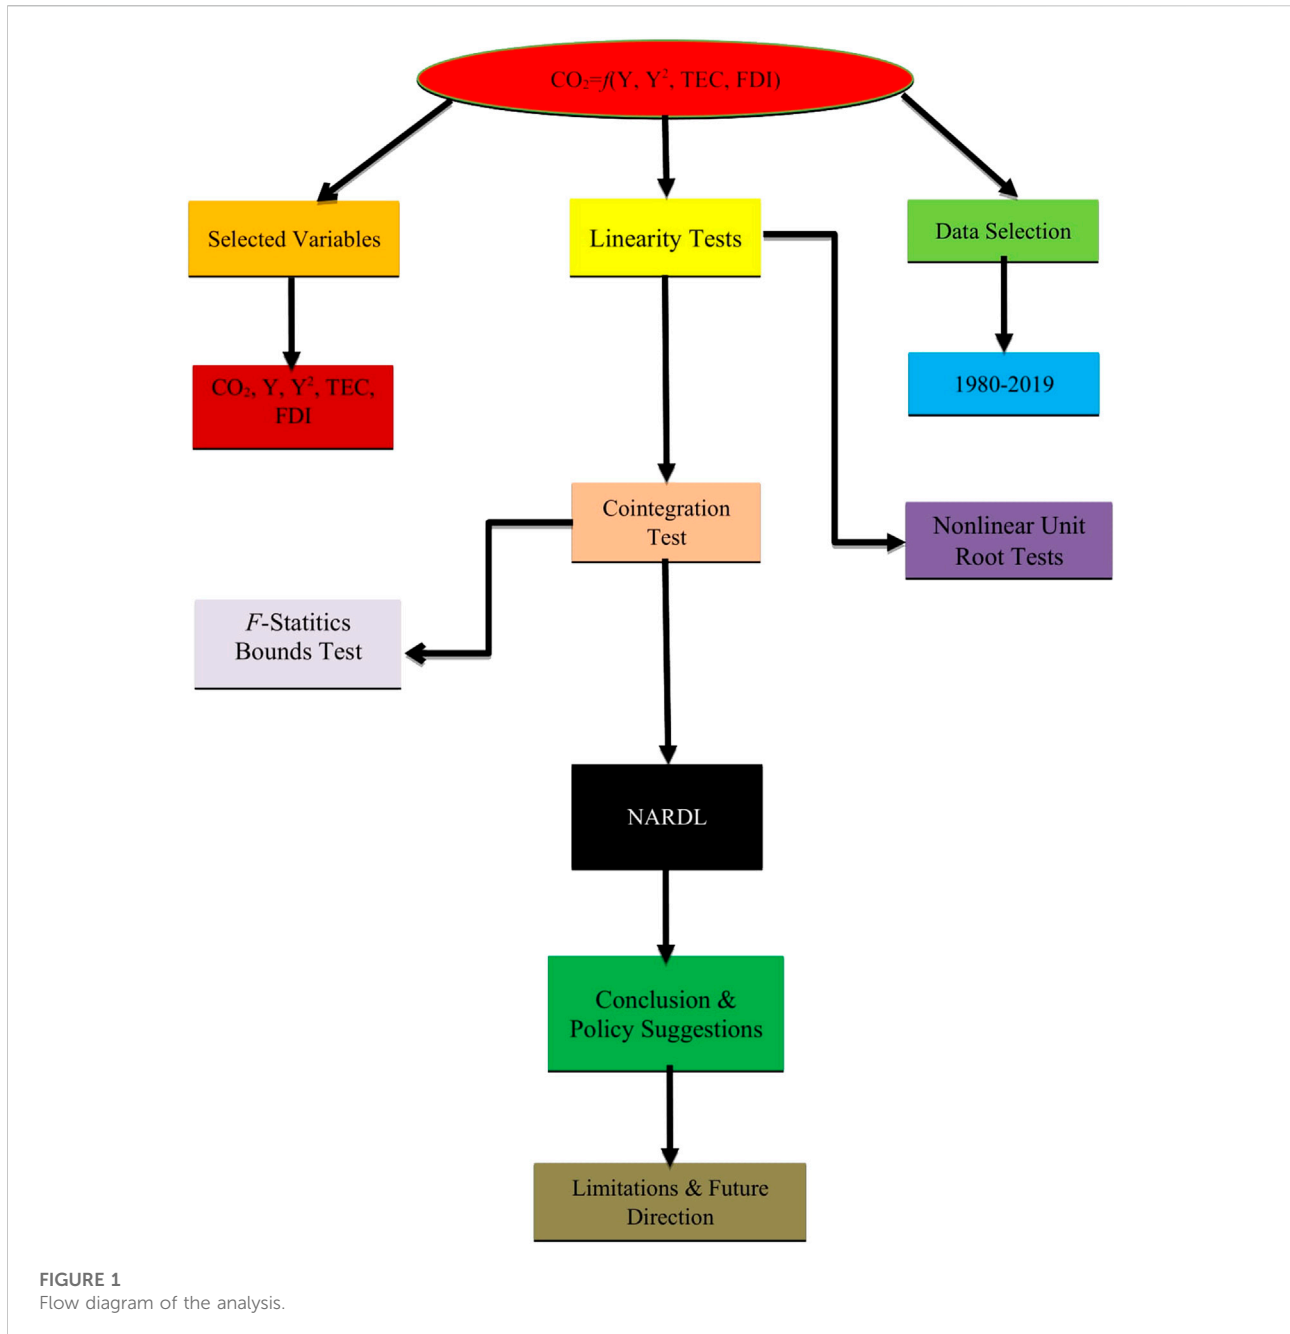 CO₂=f(Y, Y², TEC, FDI)
Selected Variables
Linearity Tests
Data Selection
CO₂, Y, Y², TEC,
FDI
1980-2019
Cointegration
Test
Nonlinear Unit
Root Tests
F-Statitics
Bounds Test
NARDL
Conclusion &
Policy Suggestions
Limitations & Future
Direction
FIGURE 1
Flow diagram of the analysis.